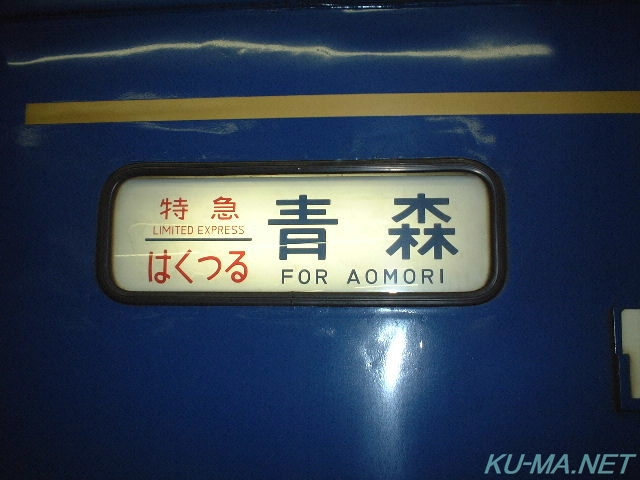 特急
LIMITED EXPRESS
はくつる
青森
FOR AOMORI
KU-MA.NET